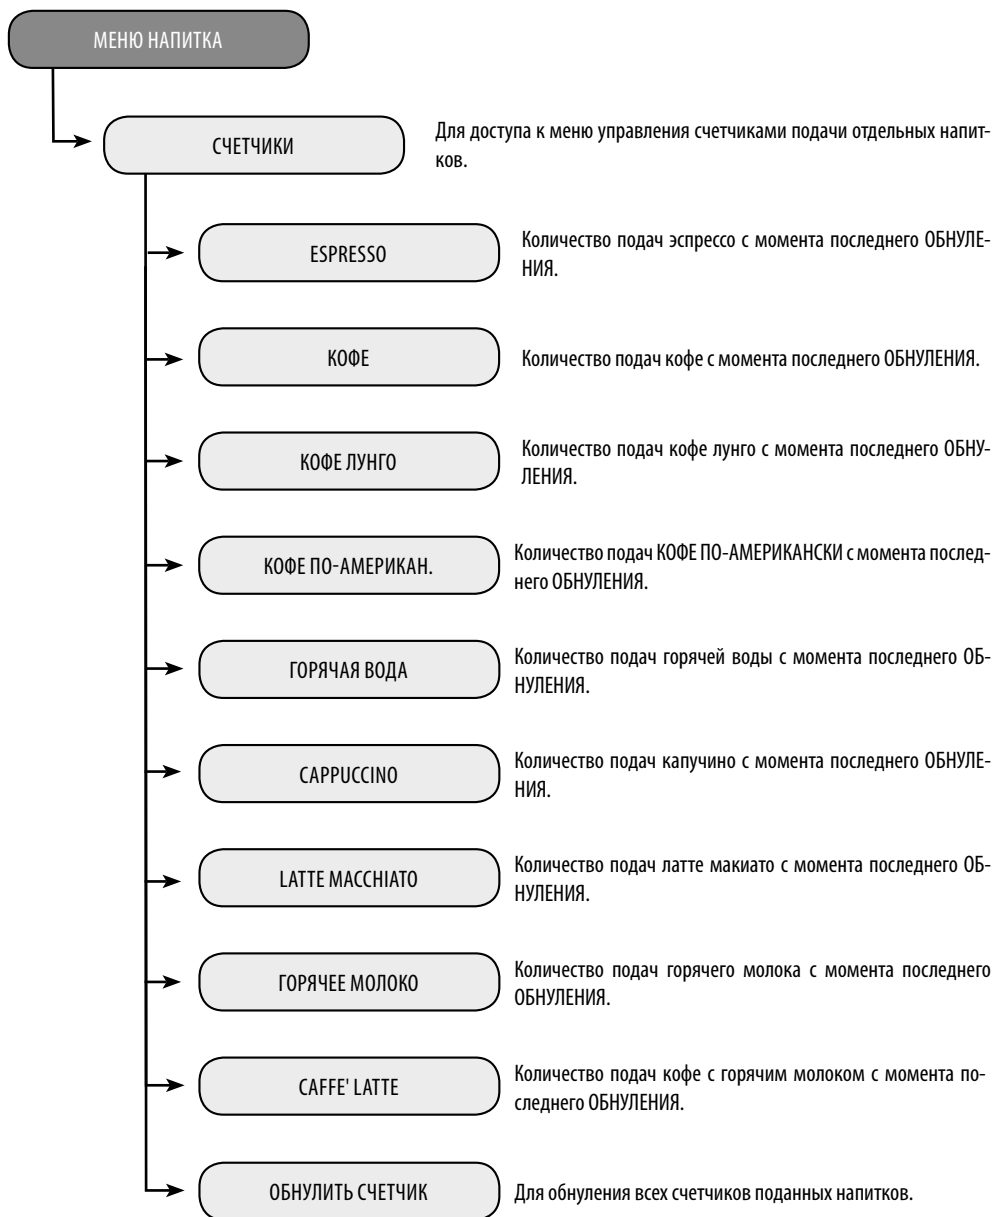 МЕНЮ НАПИТКА
СЧЕТЧИКИ
Для доступа к меню управления счетчиками подачи отдельных напит-
ков.
ESPRESSO
Количество подач эспрессо с момента последнего ОБНУЛЕ-
НИЯ.
КОФЕ
Количество подач кофе с момента последнего ОБНУЛЕНИЯ.
КОФЕ ЛУНГО
Количество подач кофе лунго с момента последнего ОБНУ-
ЛЕНИЯ.
КОФЕ ПО-АМЕРИКАН.
Количество подач КОФЕ ПО-АМЕРИКАНСКИ с момента послед-
него ОБНУЛЕНИЯ.
ГОРЯЧАЯ ВОДА
Количество подач горячей воды с момента последнего ОБ-
НУЛЕНИЯ.
CAPPUCCINO
Количество подач капучино с момента последнего ОБНУЛЕ-
НИЯ.
LATTE MACCHIATO
Количество подач латте макиато с момента последнего ОБ-
НУЛЕНИЯ.
ГОРЯЧЕЕ МОЛОКО
Количество подач горячего молока с момента последнего
ОБНУЛЕНИЯ.
CAFFE' LATTE
Количество подач кофе с горячим молоком с момента по-
следнего ОБНУЛЕНИЯ.
ОБНУЛИТЬ СЧЕТЧИК
Для обнуления всех счетчиков поданных напитков.